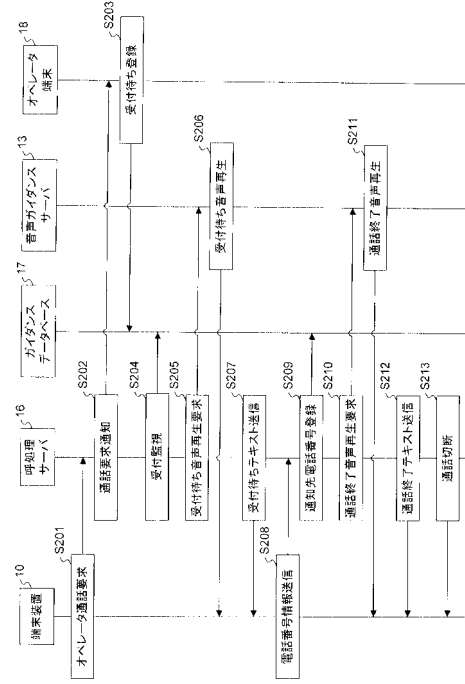 10
端末装置
16
呼処理
サーバ
17
ガイダンス
データベース
13
音声ガイダンス
サーバ
18
オペレータ
端末
S201
オペレータ通話要求
S202
通話要求通知
S203
受付待ち登録
S204
受付監視
S205
受付待ち音声再生要求
S206
受付待ち音声再生
S207
受付待ちテキスト送信
S208
電話番号情報送信
S209
通知先電話番号登録
S210
通話終了音声再生要求
S211
通話終了音声再生
S212
通話終了テキスト送信
S213
通話切断